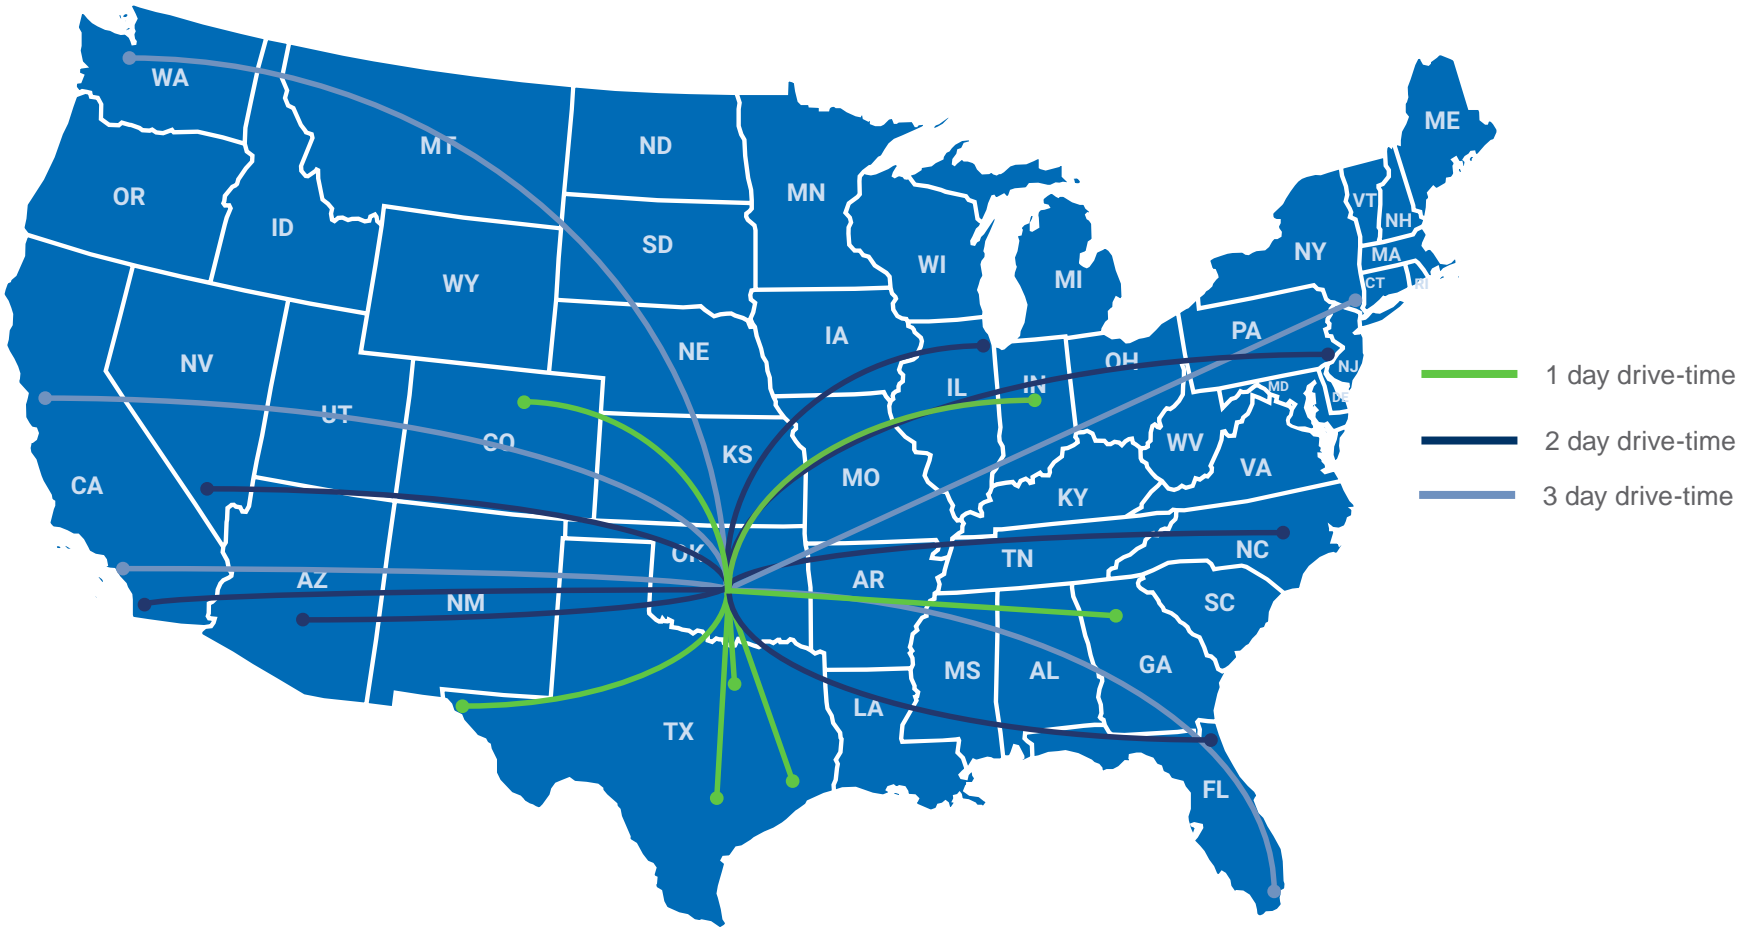 WA
MT
ND
MN
ME
OR
ID
SD
WI
MI
NY
VT
NH
MA
CT
RI
WY
IA
NE
PA
NV
UT
CO
KS
MO
IL
IN
OH
NJ
MD
DE
WV
VA
KY
CA
AZ
NM
OK
AR
TN
NC
SC
MS
AL
GA
TX
LA
FL
1 day drive-time
2 day drive-time
3 day drive-time